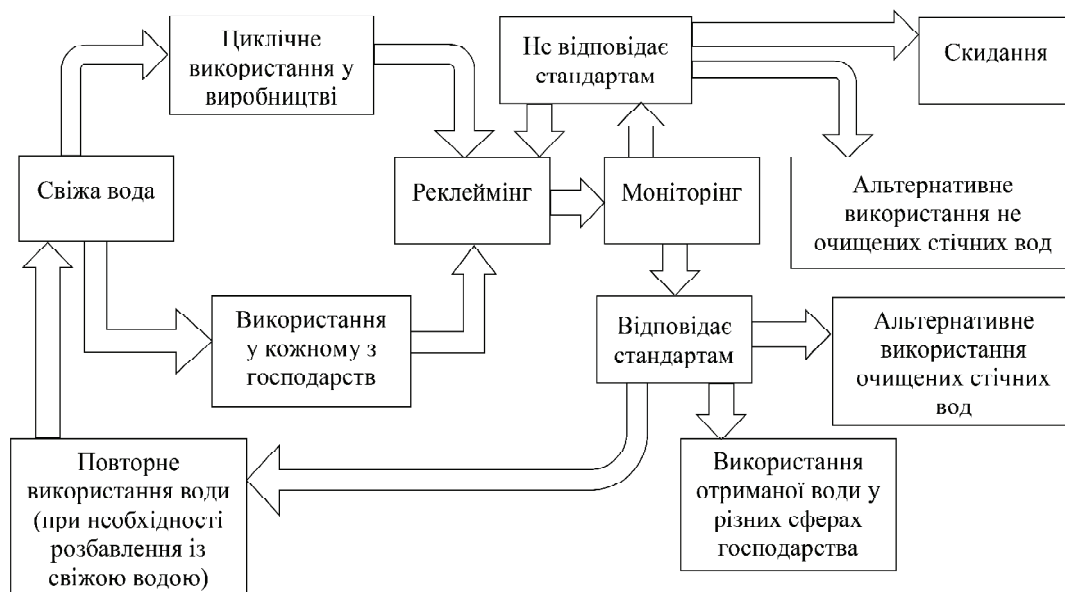 Циклічне
використання у
виробництві
Не відповідає
стандартам
Скидання
Свіжа вода
Реклеймінг
Моніторінг
Альтернативне
використання не
очищених стічних вод
Використання
у кожному з
господарств
Відповідає
стандартам
Альтернативне
використання
очищених стічних
вод
Повторне
використання води
(при необхідності
розбавлення із
свіжою водою)
Використання
отриманої води у
різних сферах
господарства